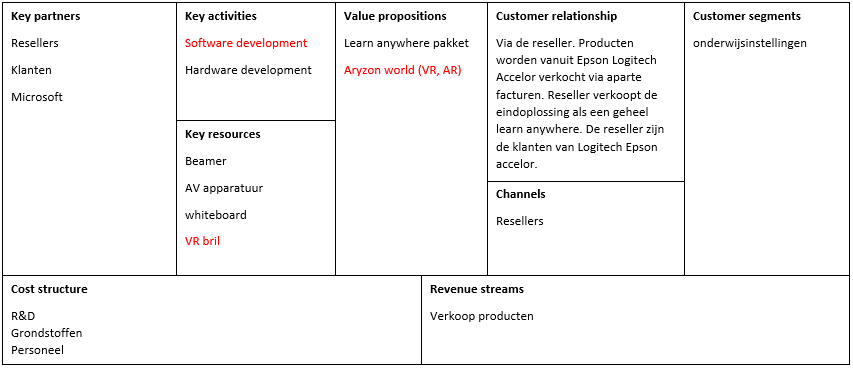 Key partners
Resellers
Klanten
Microsoft
Key activities
Software development
Hardware development
Key resources
Beamer
AV apparatuur
whiteboard
VR bril
Value propositions
Learn anywhere pakket
Aryzon world (VR, AR)
Customer relationship
Via de reseller. Producten
worden vanuit Epson Logitech
Accelor verkocht via aparte
facturen. Reseller verkoopt de
eindoplossing als een geheel
learn anywhere. De reseller zijn
de klanten van Logitech Epson
accelor.
Channels
Resellers
Customer segments
onderwijsinstellingen
Cost structure
R&D
Grondstoffen
Personeel
Revenue streams
Verkoop producten